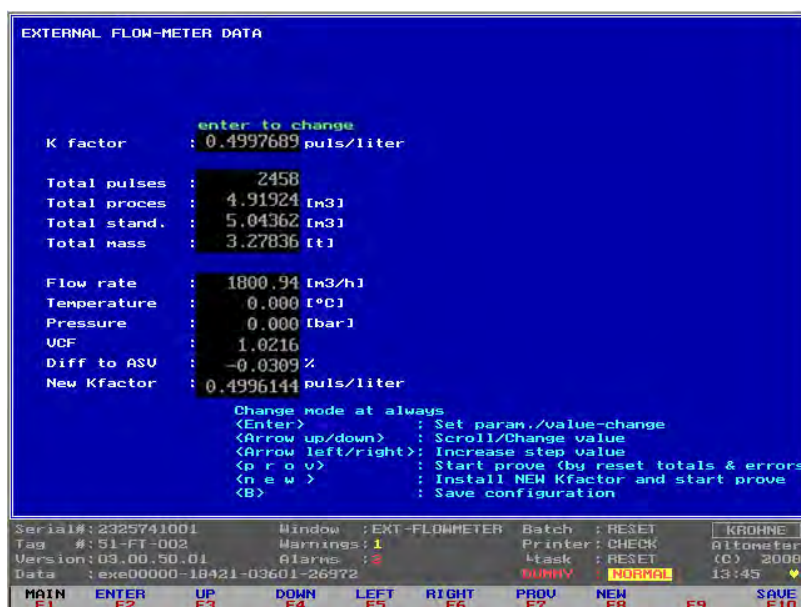 EXTERNAL FLOW-METER DATA
enter to change
K factor : 0.4997689 puls/liter
Total pulses : 2458
Total proces : 4.91924 [m3]
Total stand. : 5.04362 [m3]
Total mass : 3.27836 [t]
Flow rate : 1800.94 [m3/h]
Temperature : 0.000 [ºC]
Pressure : 0.000 [bar]
VCF : 1.0216
Diff to ASV : -0.0309 %
New Kfactor : 0.4996144 puls/liter
Change mode at always
<Enter> : Set param./value-change
<Arrow up/down> : Scroll/Change value
<Arrow left/right>: Increase step value
<p r o v> : Start prove (by reset totals & errors
<n e w > : Install NEW Kfactor and start prove
<B> : Save configuration
Serial#:2325741001 Window :EXT-FLOWMETER Batch : RESET KROHNE
Tag #:51-FT-002 Warnings:1 Printer: CHECK Altometer
Version:03.00.50.01 Alarms : task : RESET (C) 2008
Data :exe00000-18421-03601-26972 DUMMY NORMAL 13:45
MAIN ENTER UP DOWN LEFT RIGHT PROV NEW SAVE
F1 F2 F3 F4 F5 F6 F7 F8 F9 F10